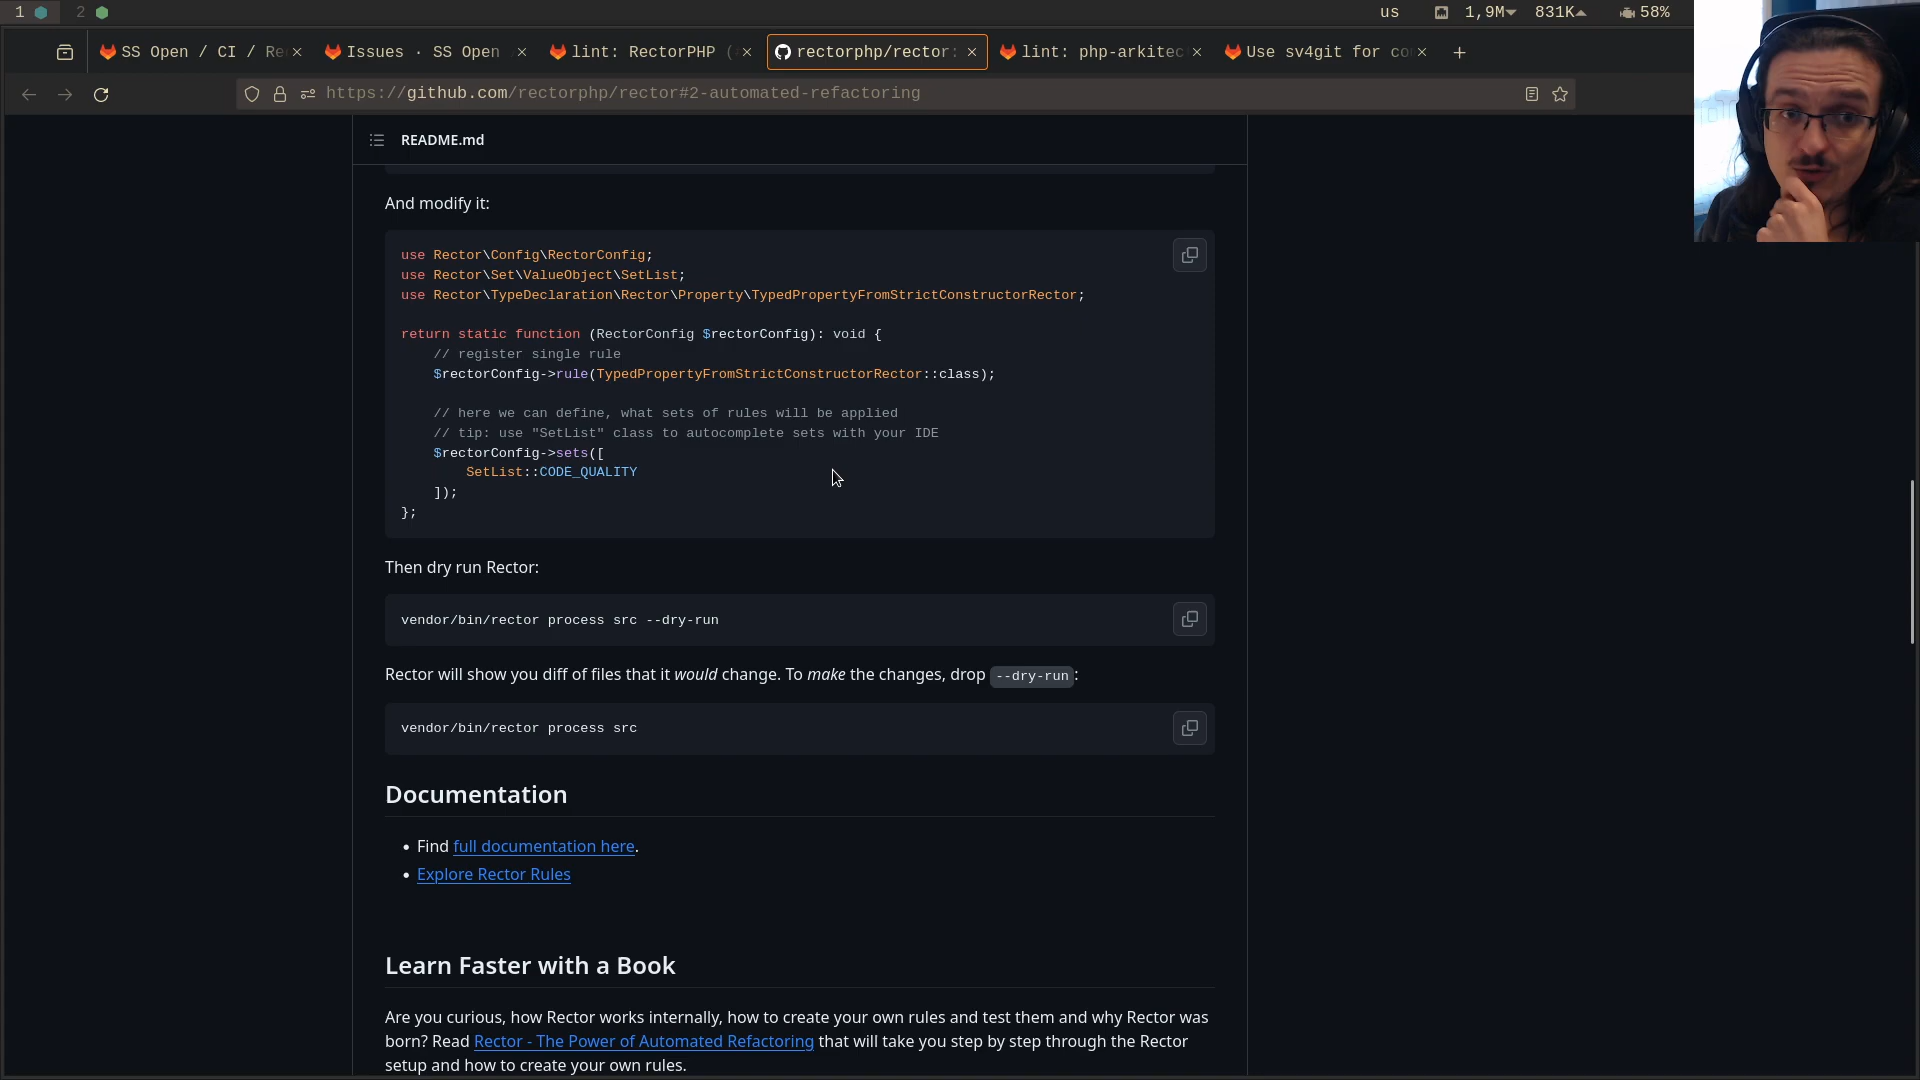 1 2 us 1,9M 831K 58%
SS Open / CI / Re Issues · SS Open / lint: RectorPHP ( rectorphp/rector: lint: php-arkitec Use sv4git for co
https://github.com/rectorphp/rector#2-automated-refactoring
README.md
And modify it:
use Rector\Config\RectorConfig;
use Rector\Set\ValueObject\SetList;
use Rector\TypeDeclaration\Rector\Property\TypedPropertyFromStrictConstructorRector;
return static function (RectorConfig $rectorConfig): void {
// register single rule
$rectorConfig->rule(TypedPropertyFromStrictConstructorRector::class);
// here we can define, what sets of rules will be applied
// tip: use "SetList" class to autocomplete sets with your IDE
$rectorConfig->sets([
SetList::CODE_QUALITY
]);
};
Then dry run Rector:
vendor/bin/rector process src --dry-run
Rector will show you diff of files that it would change. To make the changes, drop --dry-run:
vendor/bin/rector process src
Documentation
• Find full documentation here.
• Explore Rector Rules
Learn Faster with a Book
Are you curious, how Rector works internally, how to create your own rules and test them and why Rector was
born? Read Rector - The Power of Automated Refactoring that will take you step by step through the Rector
setup and how to create your own rules.